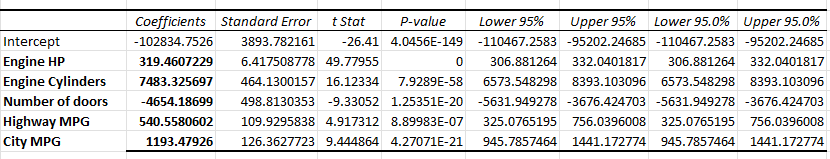 Coefficients Standard Error t Stat P-value Lower 95% Upper 95% Lower 95.0% Upper 95.0%
Intercept -102834.7526 3893.782161 -26.41 4.0456E-149 -110467.2583 -95202.24685 -110467.2583 -95202.24685
Engine HP 319.4607229 6.417508778 49.77955 0 306.881264 332.0401817 306.881264 332.0401817
Engine Cylinders 7483.325697 464.1300157 16.12334 7.9289E-58 6573.548298 8393.103096 6573.548298 8393.103096
Number of doors -4654.18699 498.8130353 -9.33052 1.25351E-20 -5631.949278 -3676.424703 -5631.949278 -3676.424703
Highway MPG 540.5580602 109.9295838 4.917312 8.89983E-07 325.0765195 756.0396008 325.0765195 756.0396008
City MPG 1193.47926 126.3627723 9.444864 4.27071E-21 945.7857464 1441.172774 945.7857464 1441.172774